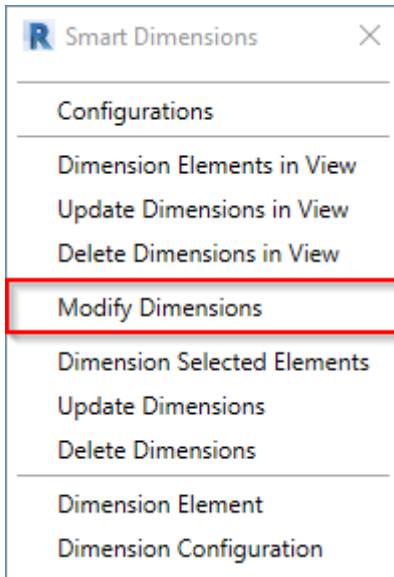 R Smart Dimensions
Configurations
Dimension Elements in View
Update Dimensions in View
Delete Dimensions in View
Modify Dimensions
Dimension Selected Elements
Update Dimensions
Delete Dimensions
Dimension Element
Dimension Configuration